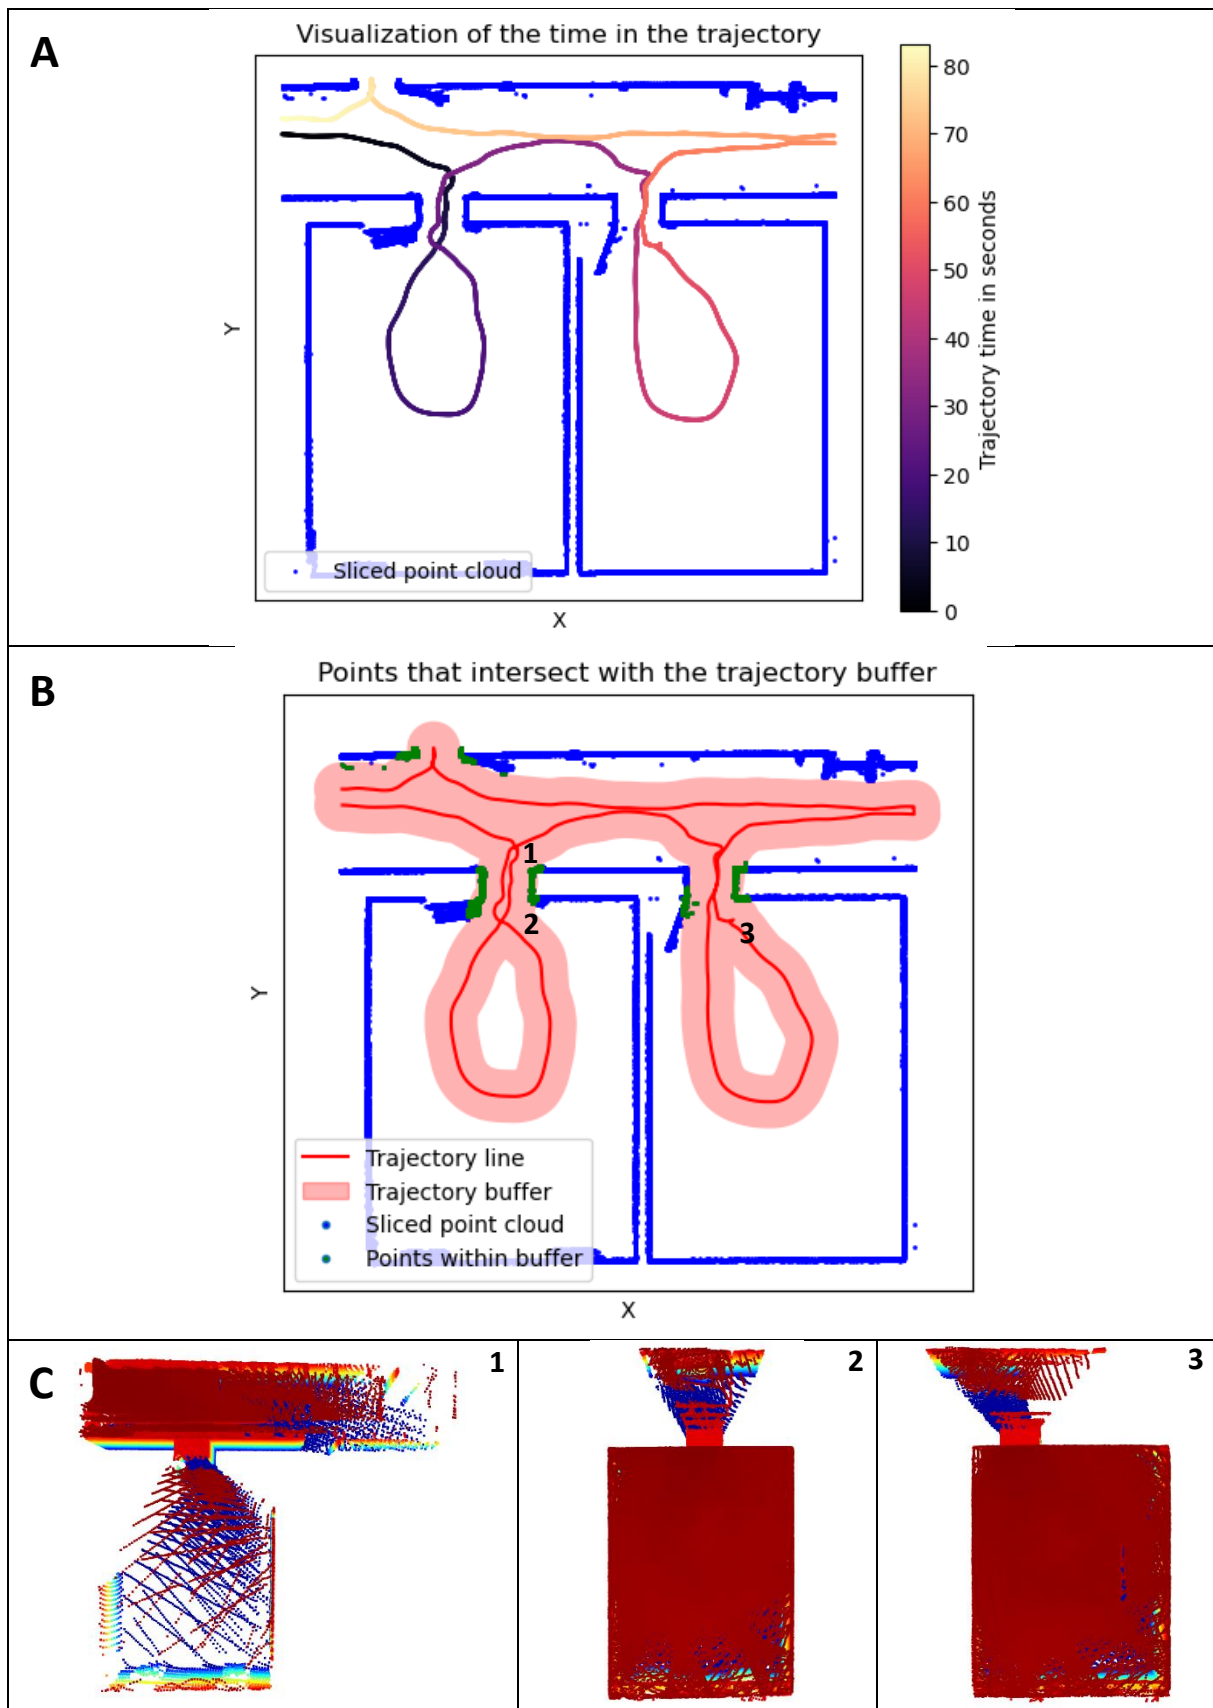 A
Visualization of the time in the trajectory
Y
Sliced point cloud
X
80
70
60
50
40
30
20
10
0
Trajectory time in seconds
B
Points that intersect with the trajectory buffer
1
2
3
Y
Trajectory line
Trajectory buffer
Sliced point cloud
Points within buffer
X
C
1
2
3